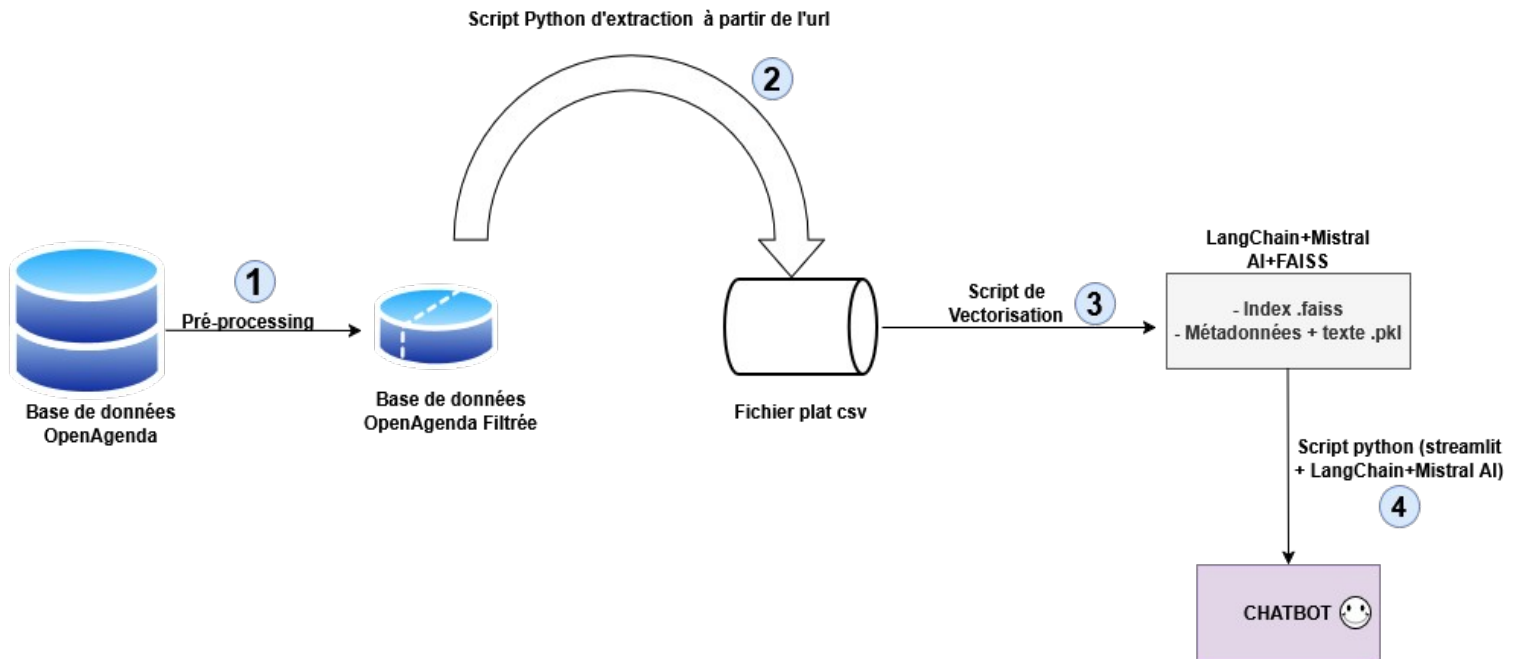 Script Python d'extraction à partir de l'url
2
1
Pré-processing
Base de données
OpenAgenda
Base de données
OpenAgenda Filtrée
Fichier plat csv
Script de
Vectorisation
3
LangChain+Mistral
AI+FAISS
- Index .faiss
- Métadonnées + texte .pkl
Script python (streamlit
+ LangChain+Mistral AI)
4
CHATBOT